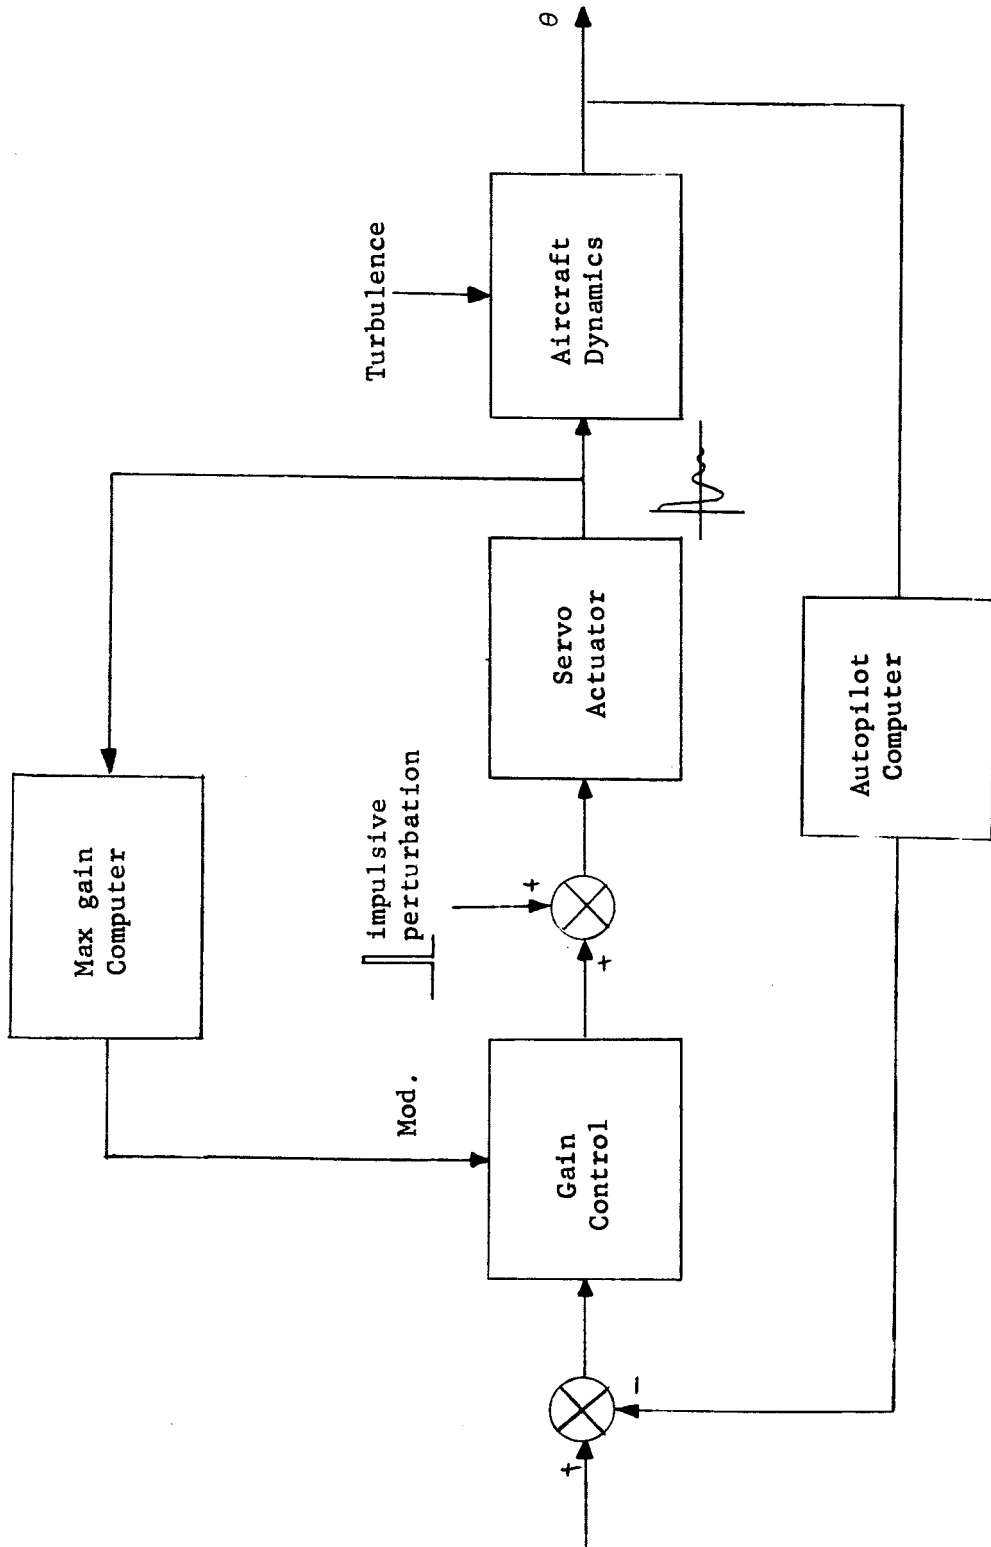 Max gain
Computer
Turbulence
θ
impulsive
perturbation
Mod.
+
+
+
-
Gain
Control
Servo
Actuator
Aircraft
Dynamics
Autopilot
Computer